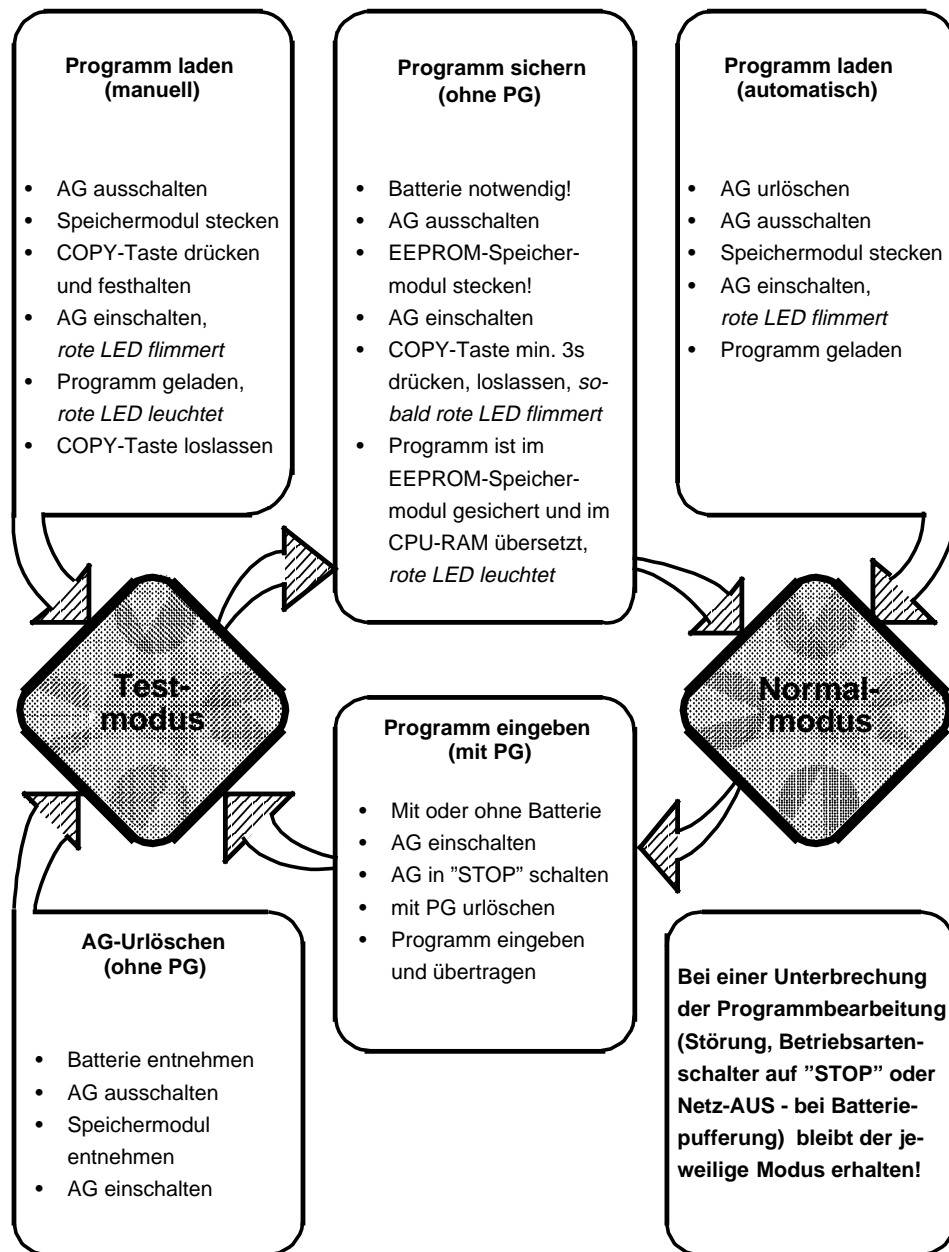 Programm laden
(manuell)
• AG ausschalten
• Speichermodul stecken
• COPY-Taste drücken
und festhalten
• AG einschalten,
rote LED flimmert
• Programm geladen,
rote LED leuchtet
• COPY-Taste loslassen
Programm sichern
(ohne PG)
• Batterie notwendig!
• AG ausschalten
• EEPROM-Speicher-
modul stecken!
• AG einschalten
• COPY-Taste min. 3s
drücken, loslassen, so-
bald rote LED flimmert
• Programm ist im
EEPROM-Speicher-
modul gesichert und im
CPU-RAM übersetzt,
rote LED leuchtet
Programm laden
(automatisch)
• AG urlöschen
• AG ausschalten
• Speichermodul stecken
• AG einschalten,
rote LED flimmert
• Programm geladen
Test-
modus
Normal-
modus
Programm eingeben
(mit PG)
• Mit oder ohne Batterie
• AG einschalten
• AG in ”STOP” schalten
• mit PG urlöschen
• Programm eingeben
und übertragen
AG-Urlöschen
(ohne PG)
• Batterie entnehmen
• AG ausschalten
• Speichermodul
entnehmen
• AG einschalten
Bei einer Unterbrechung
der Programmbearbeitung
(Störung, Betriebsarten-
schalter auf ”STOP” oder
Netz-AUS - bei Batterie-
pufferung) bleibt der je-
weilige Modus erhalten!